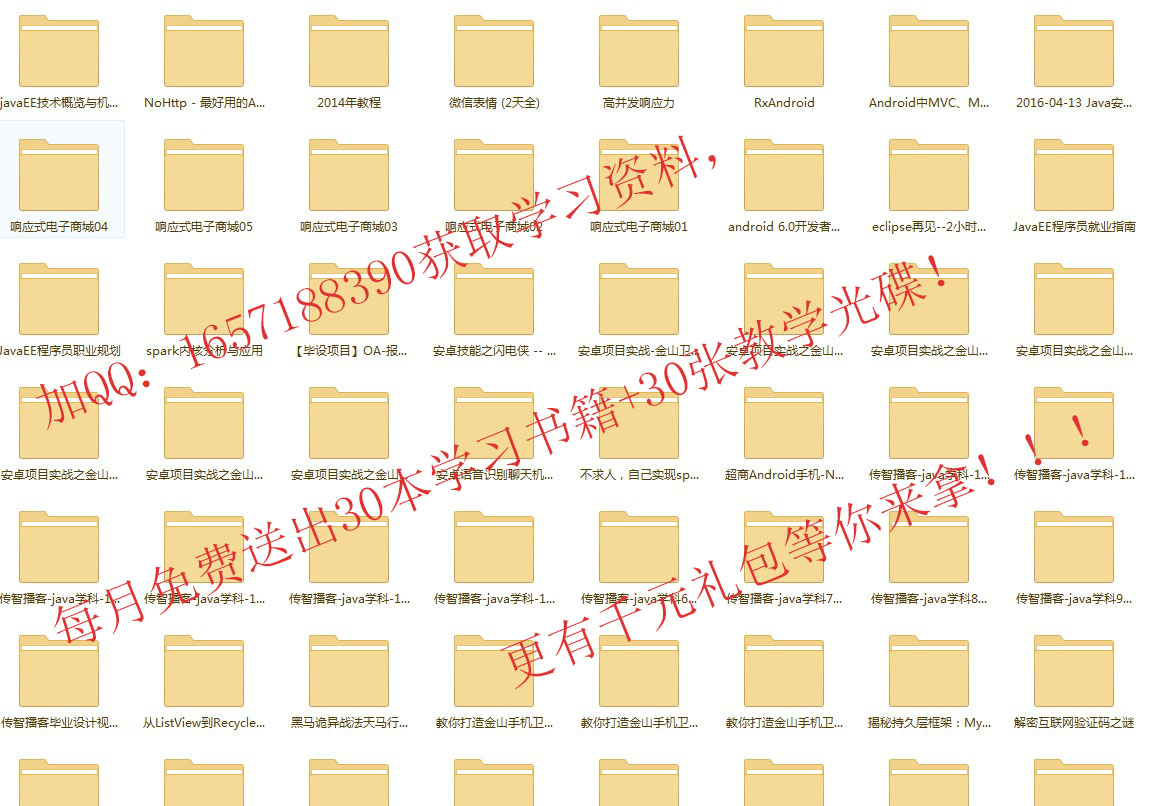 javaEE技术概览与机...
NoHttp - 最好用的A...
2014年教程
微信表情 (2天全)
高并发响应力
RxAndroid
Android中MVC、M...
2016-04-13 Java安...
响应式电子商城04
响应式电子商城05
响应式电子商城03
响应式电子商城02
响应式电子商城01
android 6.0开发者...
eclipse再见--2小时...
JavaEE程序员就业指南
JavaEE程序员职业规划
spark内核分析与应用
【毕设项目】OA-报...
安卓技能之闪电侠 -- ...
安卓项目实战-金山卫...
安卓项目实战之金山...
安卓项目实战之金山...
安卓项目实战之金山...
安卓项目实战之金山...
安卓项目实战之金山...
安卓项目实战之金山...
安卓语音识别聊天机...
不求人，自己实现sp...
超商Android手机-N...
传智播客-java学科-1...
传智播客-java学科-1...
传智播客-java学科-1...
传智播客-java学科-1...
传智播客-java学科-1...
传智播客-java学科-1...
传智播客-java学科6...
传智播客-java学科7...
传智播客-java学科8...
传智播客-java学科9...
传智播客毕业设计视...
从ListView到Recycle...
黑马诡异战法天马行...
教你打造金山手机卫...
教你打造金山手机卫...
教你打造金山手机卫...
揭秘持久层框架：My...
解密互联网验证码之谜
加QQ：1657188390获取学习资料，
每月免费送出30本学习书籍+30张教学光碟！
更有千元礼包等你来拿！！！